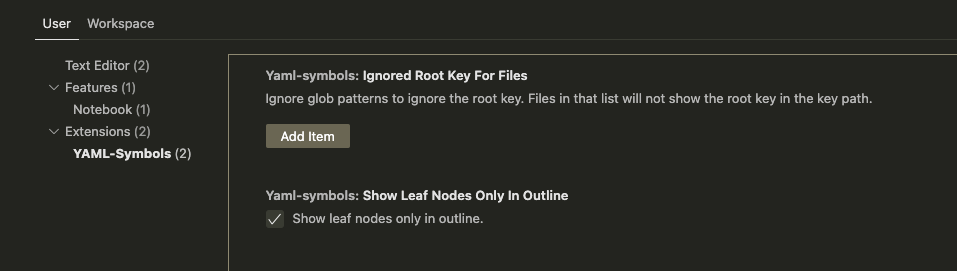 User Workspace
Text Editor (2)
Features (1)
Notebook (1)
Extensions (2)
YAML-Symbols (2)
Yaml-symbols: Ignored Root Key For Files
Ignore glob patterns to ignore the root key. Files in that list will not show the root key in the key path.
Add Item
Yaml-symbols: Show Leaf Nodes Only In Outline
Show leaf nodes only in outline.